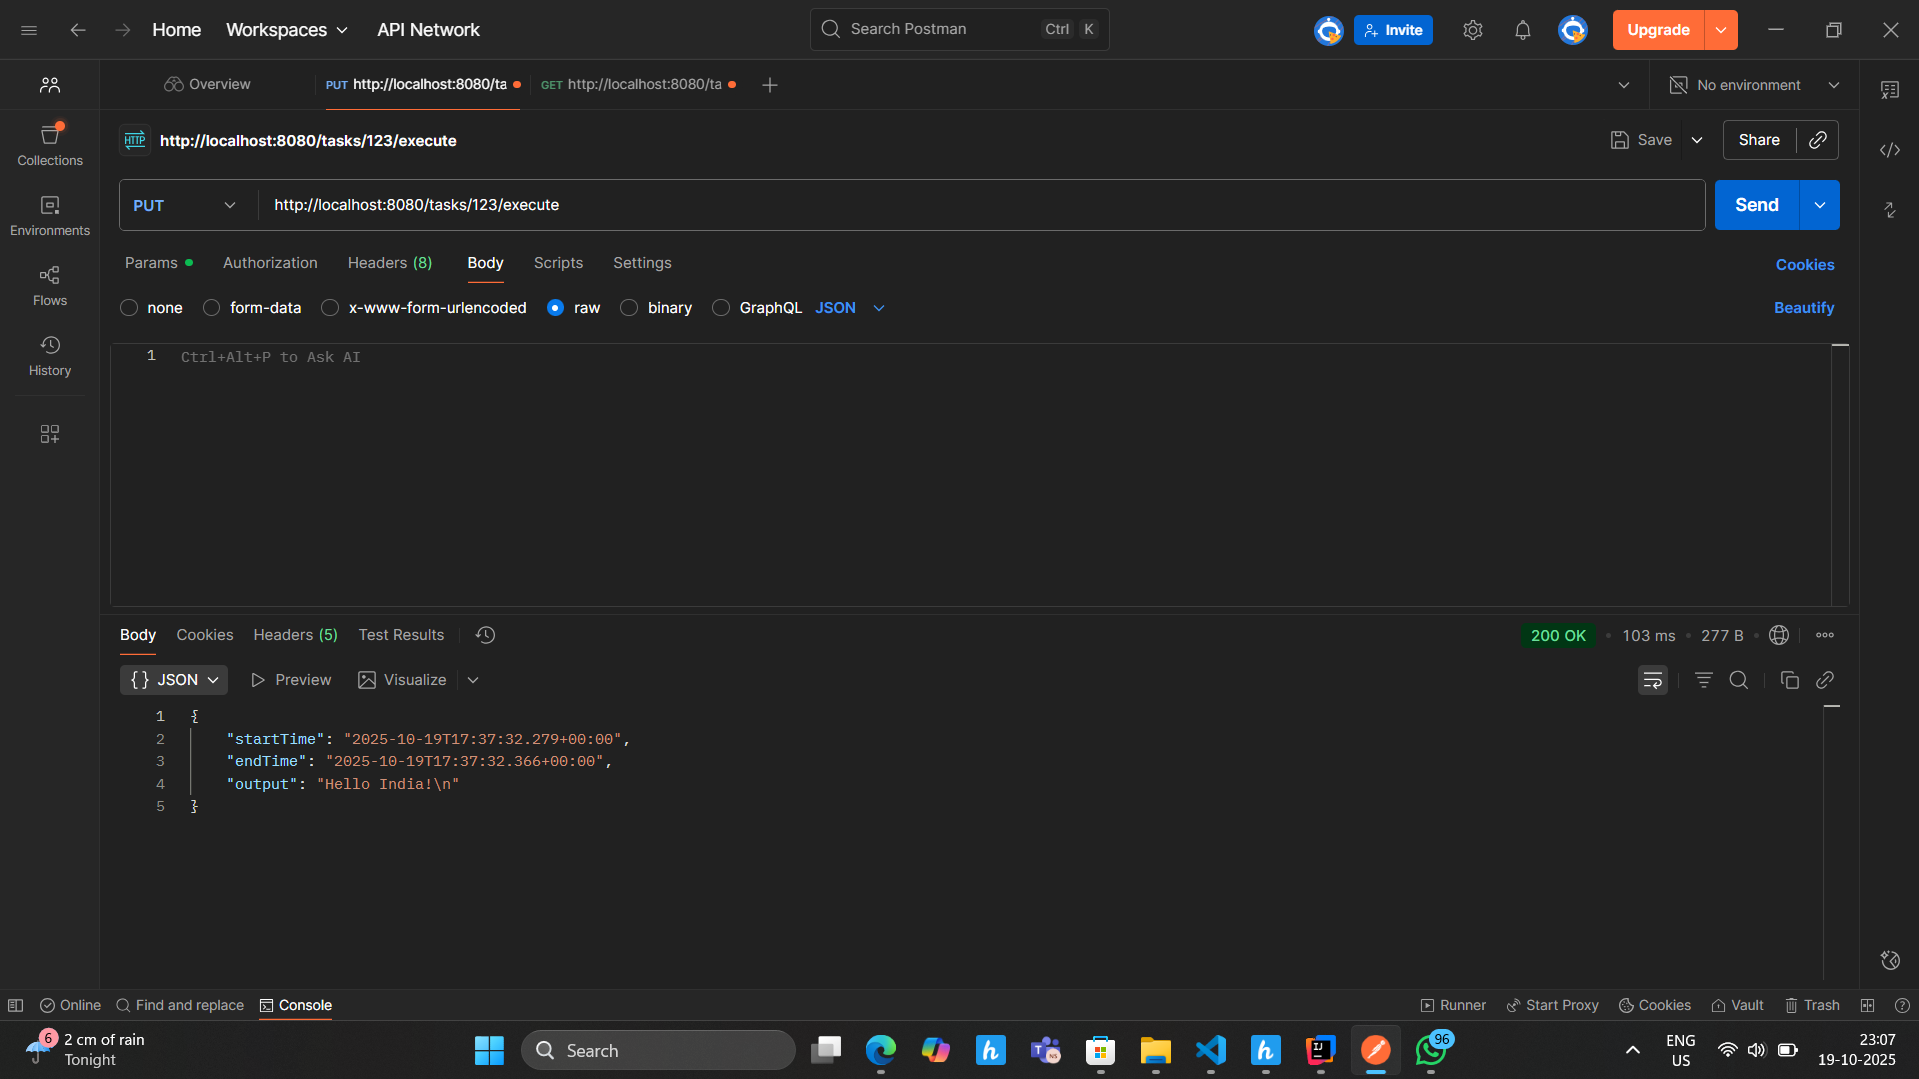 Home Workspaces API Network Search Postman Ctrl K Invite Upgrade
Overview PUT http://localhost:8080/ta GET http://localhost:8080/ta No environment
HTTP http://localhost:8080/tasks/123/execute Save Share
Collections
Environments
Flows
History
PUT http://localhost:8080/tasks/123/execute Send
Params Authorization Headers (8) Body Scripts Settings Cookies
none form-data x-www-form-urlencoded raw binary GraphQL JSON Beautify
1 Ctrl+Alt+P to Ask AI
Body Cookies Headers (5) Test Results 200 OK 103 ms 277 B
{} JSON Preview Visualize
1 {
2 "startTime": "2025-10-19T17:37:32.279+00:00",
3 "endTime": "2025-10-19T17:37:32.366+00:00",
4 "output": "Hello India!\n"
5 }
Online Find and replace Console Runner Start Proxy Cookies Vault Trash
6 2 cm of rain
Tonight
Search
96
ENG
US
23:07
19-10-2025